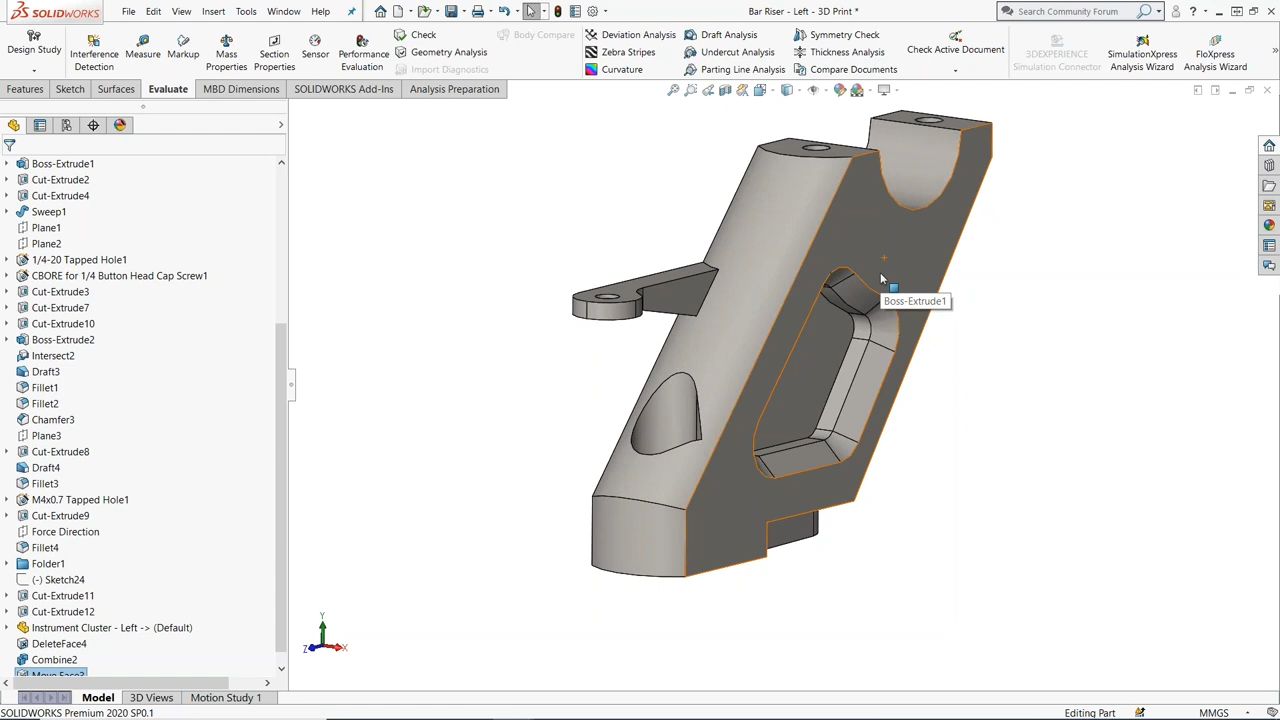 SOLIDWORKS File Edit View Insert Tools Window Help Bar Riser - Left - 3D Print * Search Community Forum
Design Study
Interference Detection
Measure
Markup
Mass Properties
Section Properties
Sensor
Performance Evaluation
Check
Geometry Analysis
Import Diagnostics
Body Compare
Deviation Analysis
Zebra Stripes
Curvature
Draft Analysis
Undercut Analysis
Parting Line Analysis
Symmetry Check
Thickness Analysis
Compare Documents
Check Active Document
3DEXPERIENCE Simulation Connector
SimulationXpress Analysis Wizard
FloXpress Analysis Wizard
Features Sketch Surfaces Evaluate MBD Dimensions SOLIDWORKS Add-Ins Analysis Preparation
Boss-Extrude1
Cut-Extrude2
Cut-Extrude4
Sweep1
Plane1
Plane2
1/4-20 Tapped Hole1
CBORE for 1/4 Button Head Cap Screw1
Cut-Extrude3
Cut-Extrude7
Cut-Extrude10
Boss-Extrude2
Intersect2
Draft3
Fillet1
Fillet2
Chamfer3
Plane3
Cut-Extrude8
Draft4
Fillet3
M4x0.7 Tapped Hole1
Cut-Extrude9
Force Direction
Fillet4
Folder1
(-) Sketch24
Cut-Extrude11
Cut-Extrude12
Instrument Cluster - Left -> (Default)
DeleteFace4
Combine2
Move Face3
Boss-Extrude1
Y
Z
X
Model 3D Views Motion Study 1
SOLIDWORKS Premium 2020 SP0.1 Editing Part MMGS